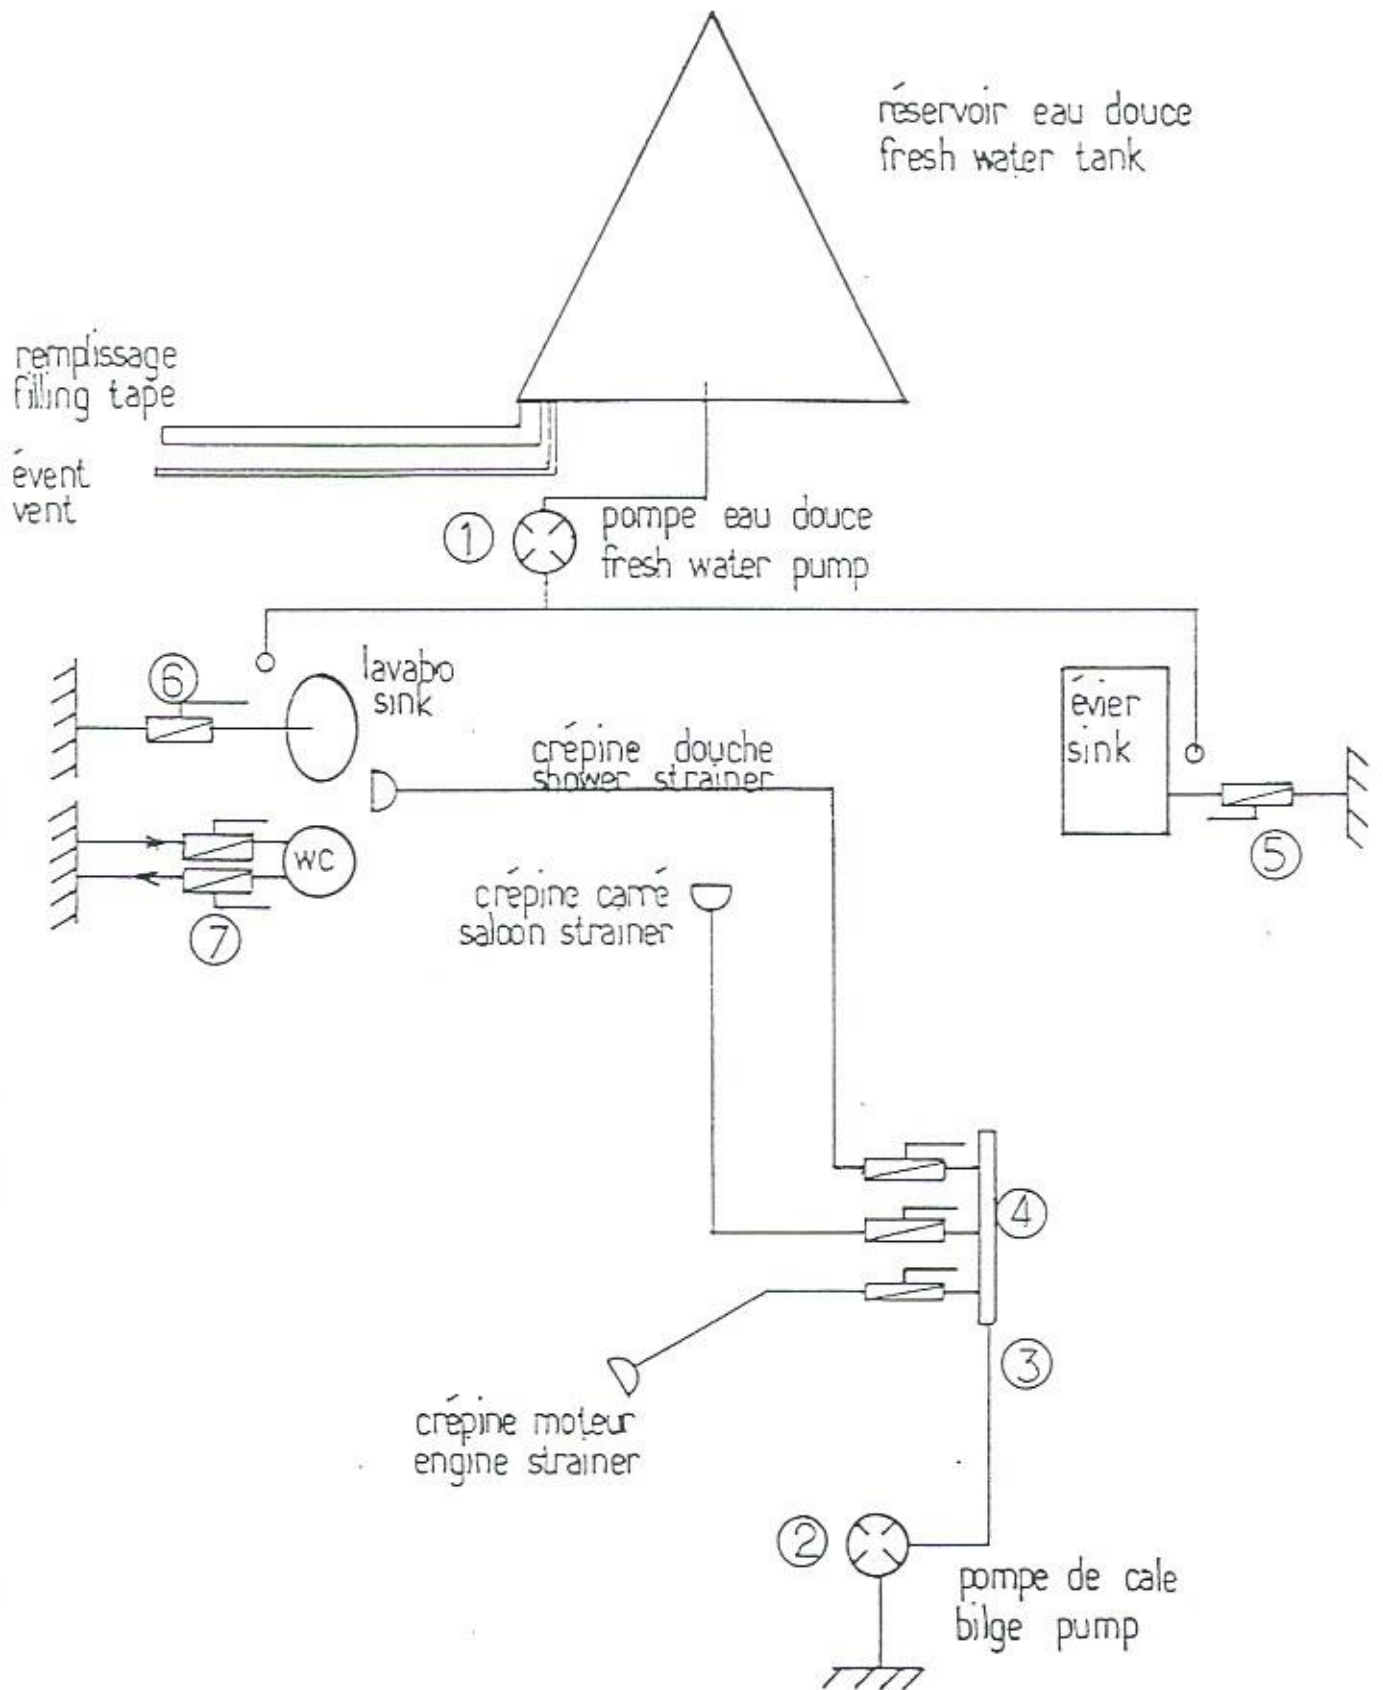 réservoir eau douce
fresh water tank
remplissage
filling tape
évent
vent
1
pompe eau douce
fresh water pump
6
lavabo
sink
évier
sink
crépine douche
shower strainer
5
WC
7
crépine carré
saloon strainer
4
3
crépine moteur
engine strainer
2
pompe de cale
bilge pump